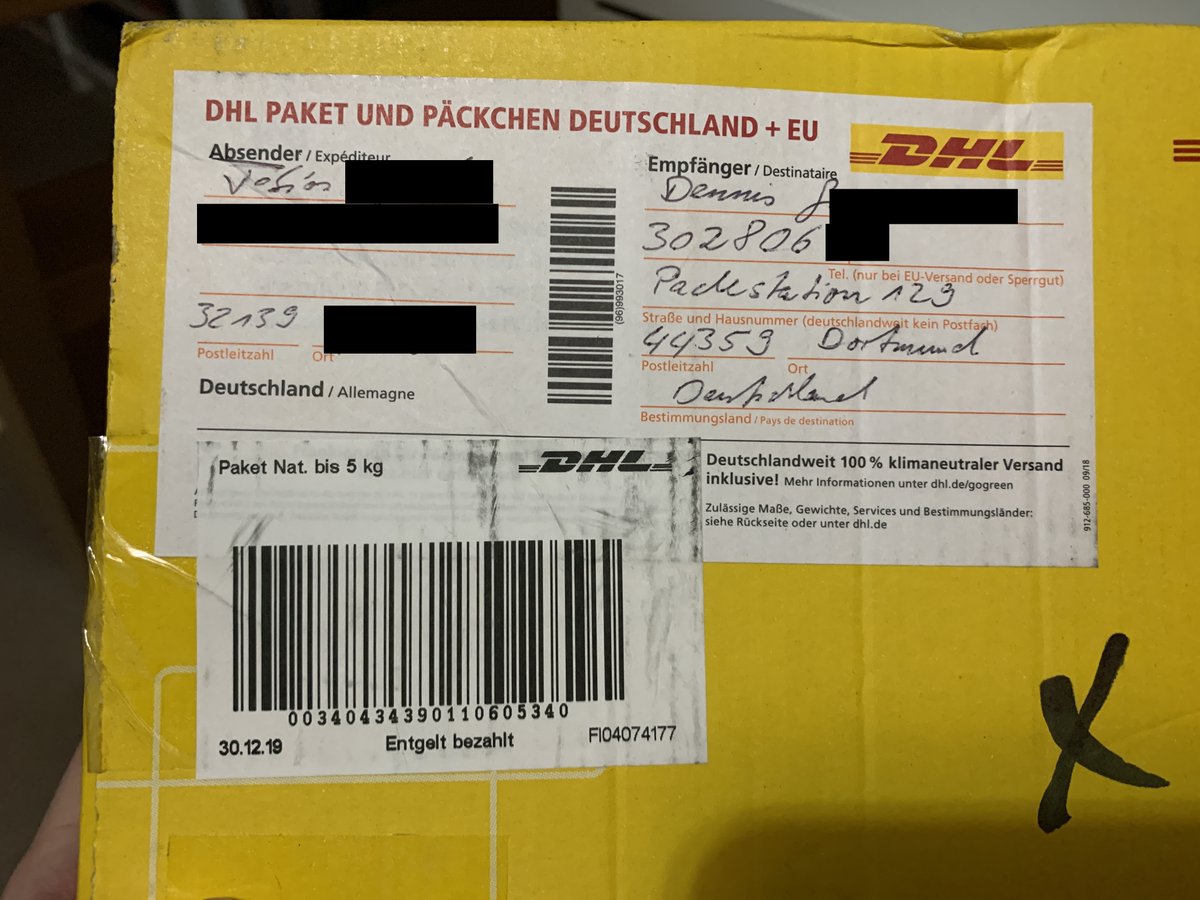 DHL PAKET UND PÄCKCHEN DEUTSCHLAND + EU
DHL
Absender / Expéditeur
32139
Postleitzahl Ort
Deutschland / Allemagne
(96)993017
Empfänger / Destinataire
Dennis
302806
Tel. (nur bei EU-Versand oder Sperrgut)
Packstation 129
Straße und Hausnummer (deutschlandweit kein Postfach)
44359 Dortmund
Postleitzahl Ort
Deutschland
Bestimmungsland / Pays de destination
Deutschlandweit 100 % klimaneutraler Versand
inklusive! Mehr Informationen unter dhl.de/gogreen
Zulässige Maße, Gewichte, Services und Bestimmungsländer:
siehe Rückseite oder unter dhl.de
912-685-000 09/18
Paket Nat. bis 5 kg DHL
00340434390110605340
30.12.19 Entgelt bezahlt FI04074177
X